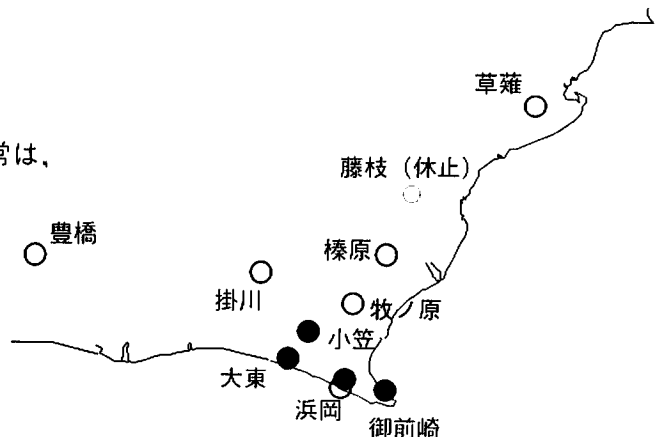 草薙
常は，
藤枝（休止）
豊橋
榛原
掛川
牧ノ原
小笠
大東
浜岡
御前崎